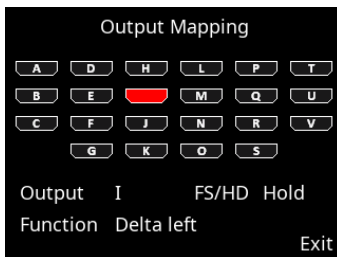 Output Mapping
A D H L P T
B E M Q U
C F J N R V
G K O S
Output I FS/HD Hold
Function Delta left
Exit